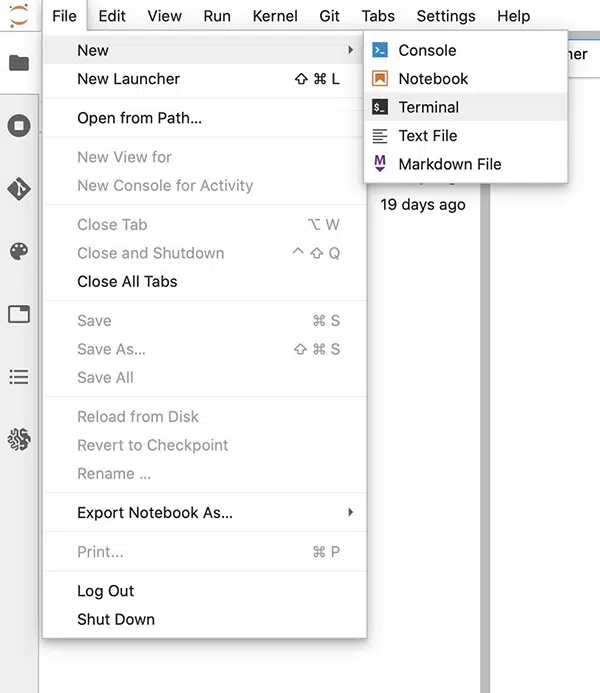 File Edit View Run Kernel Git Tabs Settings Help
New
New Launcher ⇧ ⌘ L
Open from Path...
New View for
New Console for Activity
Close Tab ⌥ W
Close and Shutdown ^ ⇧ Q
Close All Tabs
Save ⌘ S
Save As... ⇧ ⌘ S
Save All
Reload from Disk
Revert to Checkpoint
Rename ...
Export Notebook As...
Print... ⌘ P
Log Out
Shut Down
Console
Notebook
$_ Terminal
Text File
M Markdown File
19 days ago